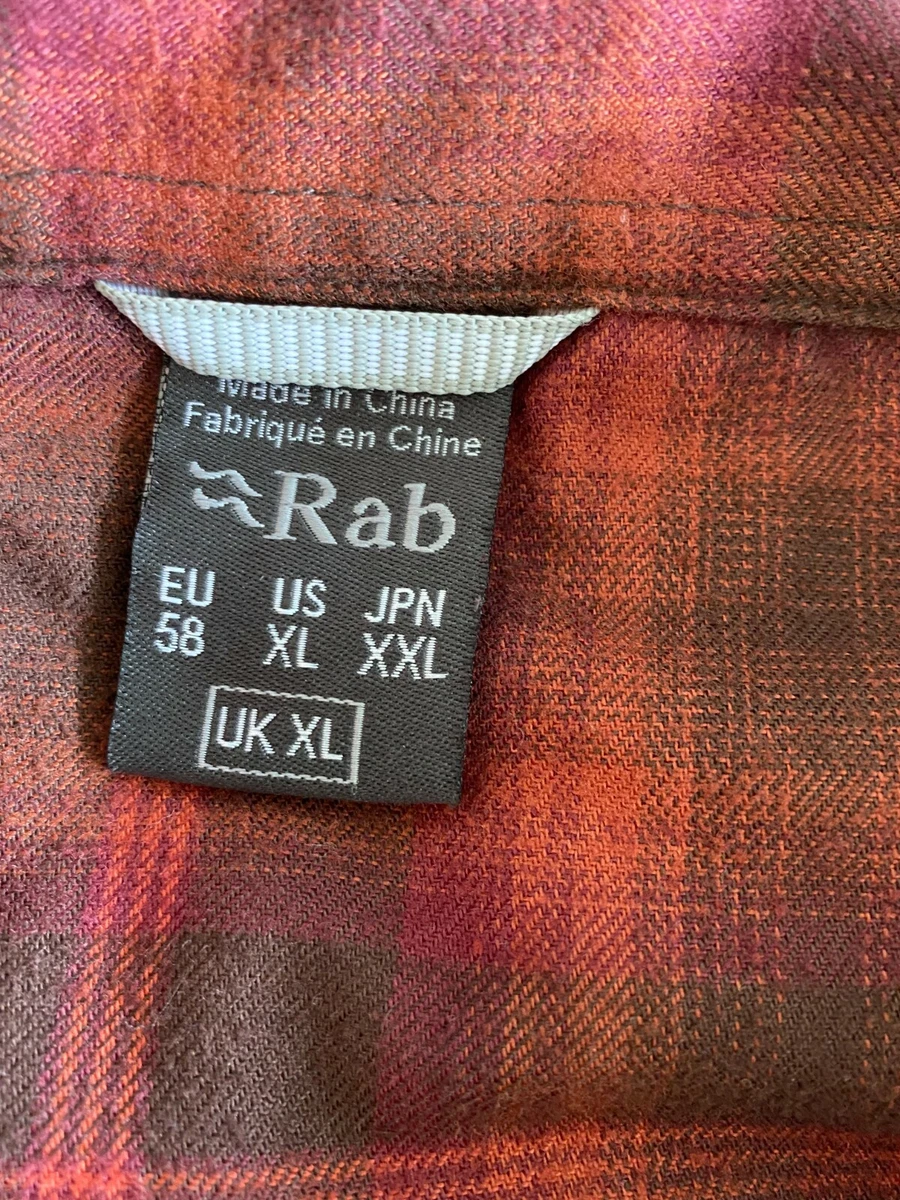 Made in China
Fabriqué en Chine
Rab
EU US JPN
58 XL XXL
UK XL